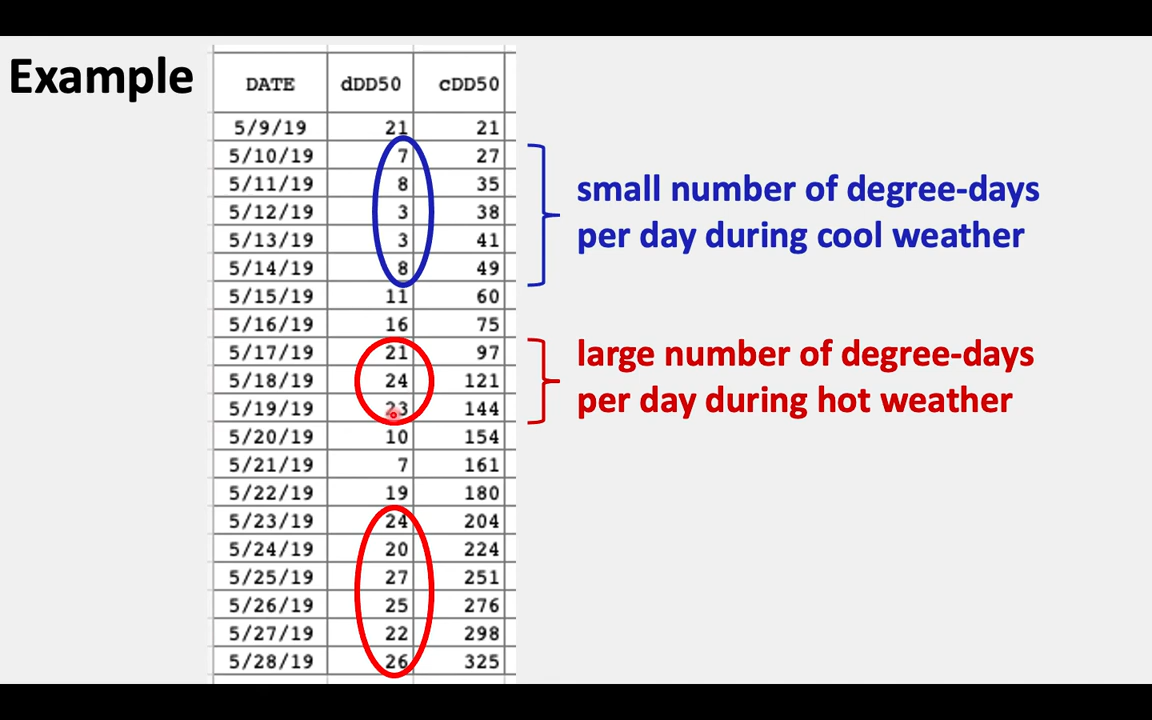 Example
DATE dDD50 cDD50
5/9/19 21 21
5/10/19 7 27
5/11/19 8 35
5/12/19 3 38
5/13/19 3 41
5/14/19 8 49
5/15/19 11 60
5/16/19 16 75
5/17/19 21 97
5/18/19 24 121
5/19/19 23 144
5/20/19 10 154
5/21/19 7 161
5/22/19 19 180
5/23/19 24 204
5/24/19 20 224
5/25/19 27 251
5/26/19 25 276
5/27/19 22 298
5/28/19 26 325
small number of degree-days
per day during cool weather
large number of degree-days
per day during hot weather